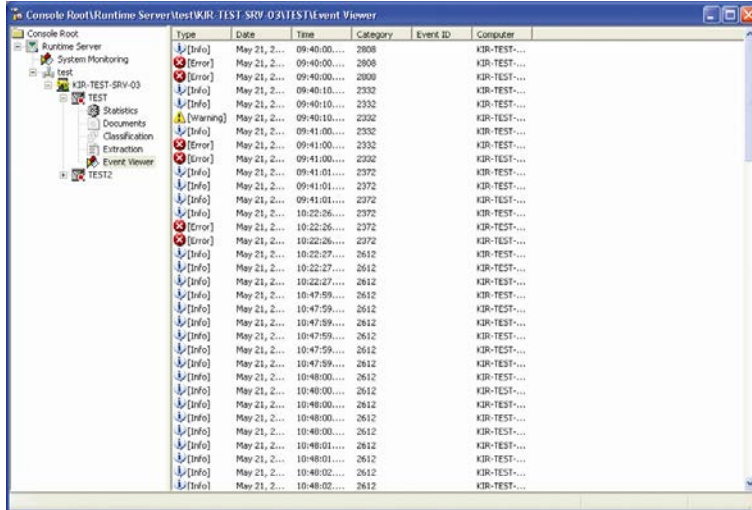 Console Root\Runtime Server\test\KIR-TEST-SRV-03\TEST\Event Viewer
Console Root
Runtime Server
System Monitoring
test
KIR-TEST-SRV-03
TEST
Statistics
Documents
Classification
Extraction
Event Viewer
TEST2
Type Date Time Category Event ID Computer
[Info] May 21, 2... 09:40:00.... 2808 KIR-TEST-...
[Error] May 21, 2... 09:40:00.... 2808 KIR-TEST-...
[Error] May 21, 2... 09:40:00.... 2808 KIR-TEST-...
[Info] May 21, 2... 09:40:10.... 2332 KIR-TEST-...
[Info] May 21, 2... 09:40:10.... 2332 KIR-TEST-...
[Warning] May 21, 2... 09:40:10.... 2332 KIR-TEST-...
[Info] May 21, 2... 09:41:00.... 2332 KIR-TEST-...
[Error] May 21, 2... 09:41:00.... 2332 KIR-TEST-...
[Error] May 21, 2... 09:41:00.... 2332 KIR-TEST-...
[Info] May 21, 2... 09:41:01.... 2372 KIR-TEST-...
[Info] May 21, 2... 09:41:01.... 2372 KIR-TEST-...
[Info] May 21, 2... 09:41:01.... 2372 KIR-TEST-...
[Info] May 21, 2... 10:22:26.... 2372 KIR-TEST-...
[Error] May 21, 2... 10:22:26.... 2372 KIR-TEST-...
[Error] May 21, 2... 10:22:26.... 2372 KIR-TEST-...
[Info] May 21, 2... 10:22:27.... 2612 KIR-TEST-...
[Info] May 21, 2... 10:22:27.... 2612 KIR-TEST-...
[Info] May 21, 2... 10:22:27.... 2612 KIR-TEST-...
[Info] May 21, 2... 10:47:59.... 2612 KIR-TEST-...
[Info] May 21, 2... 10:47:59.... 2612 KIR-TEST-...
[Info] May 21, 2... 10:47:59.... 2612 KIR-TEST-...
[Info] May 21, 2... 10:47:59.... 2612 KIR-TEST-...
[Info] May 21, 2... 10:47:59.... 2612 KIR-TEST-...
[Info] May 21, 2... 10:47:59.... 2612 KIR-TEST-...
[Info] May 21, 2... 10:48:00.... 2612 KIR-TEST-...
[Info] May 21, 2... 10:48:00.... 2612 KIR-TEST-...
[Info] May 21, 2... 10:48:00.... 2612 KIR-TEST-...
[Info] May 21, 2... 10:48:00.... 2612 KIR-TEST-...
[Info] May 21, 2... 10:48:00.... 2612 KIR-TEST-...
[Info] May 21, 2... 10:48:01.... 2612 KIR-TEST-...
[Info] May 21, 2... 10:48:01.... 2612 KIR-TEST-...
[Info] May 21, 2... 10:48:02.... 2612 KIR-TEST-...
[Info] May 21, 2... 10:48:02.... 2612 KIR-TEST-...